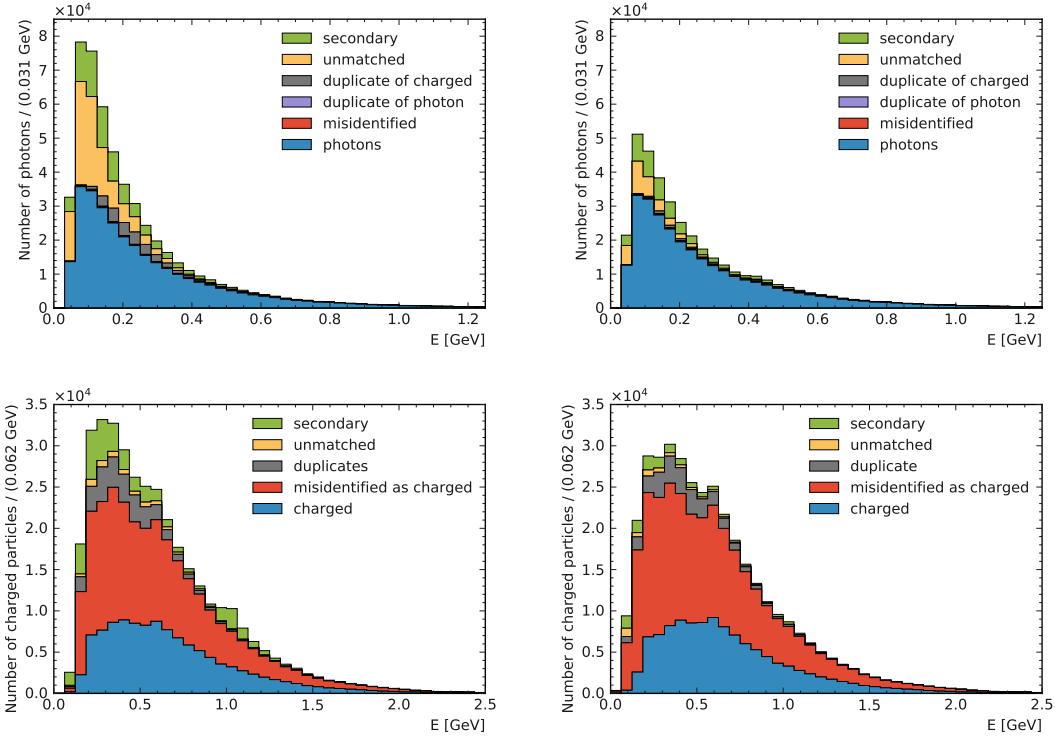 ×10⁴
Number of photons / (0.031 GeV)
8
7
6
5
4
3
2
1
0
0.0 0.2 0.4 0.6 0.8 1.0 1.2
E [GeV]
secondary
unmatched
duplicate of charged
duplicate of photon
misidentified
photons
×10⁴
Number of photons / (0.031 GeV)
8
7
6
5
4
3
2
1
0
0.0 0.2 0.4 0.6 0.8 1.0 1.2
E [GeV]
secondary
unmatched
duplicate of charged
duplicate of photon
misidentified
photons
×10⁴
Number of charged particles / (0.062 GeV)
3.5
3.0
2.5
2.0
1.5
1.0
0.5
0.0
0.0 0.5 1.0 1.5 2.0 2.5
E [GeV]
secondary
unmatched
duplicates
misidentified as charged
charged
×10⁴
Number of charged particles / (0.062 GeV)
3.5
3.0
2.5
2.0
1.5
1.0
0.5
0.0
0.0 0.5 1.0 1.5 2.0 2.5
E [GeV]
secondary
unmatched
duplicate
misidentified as charged
charged